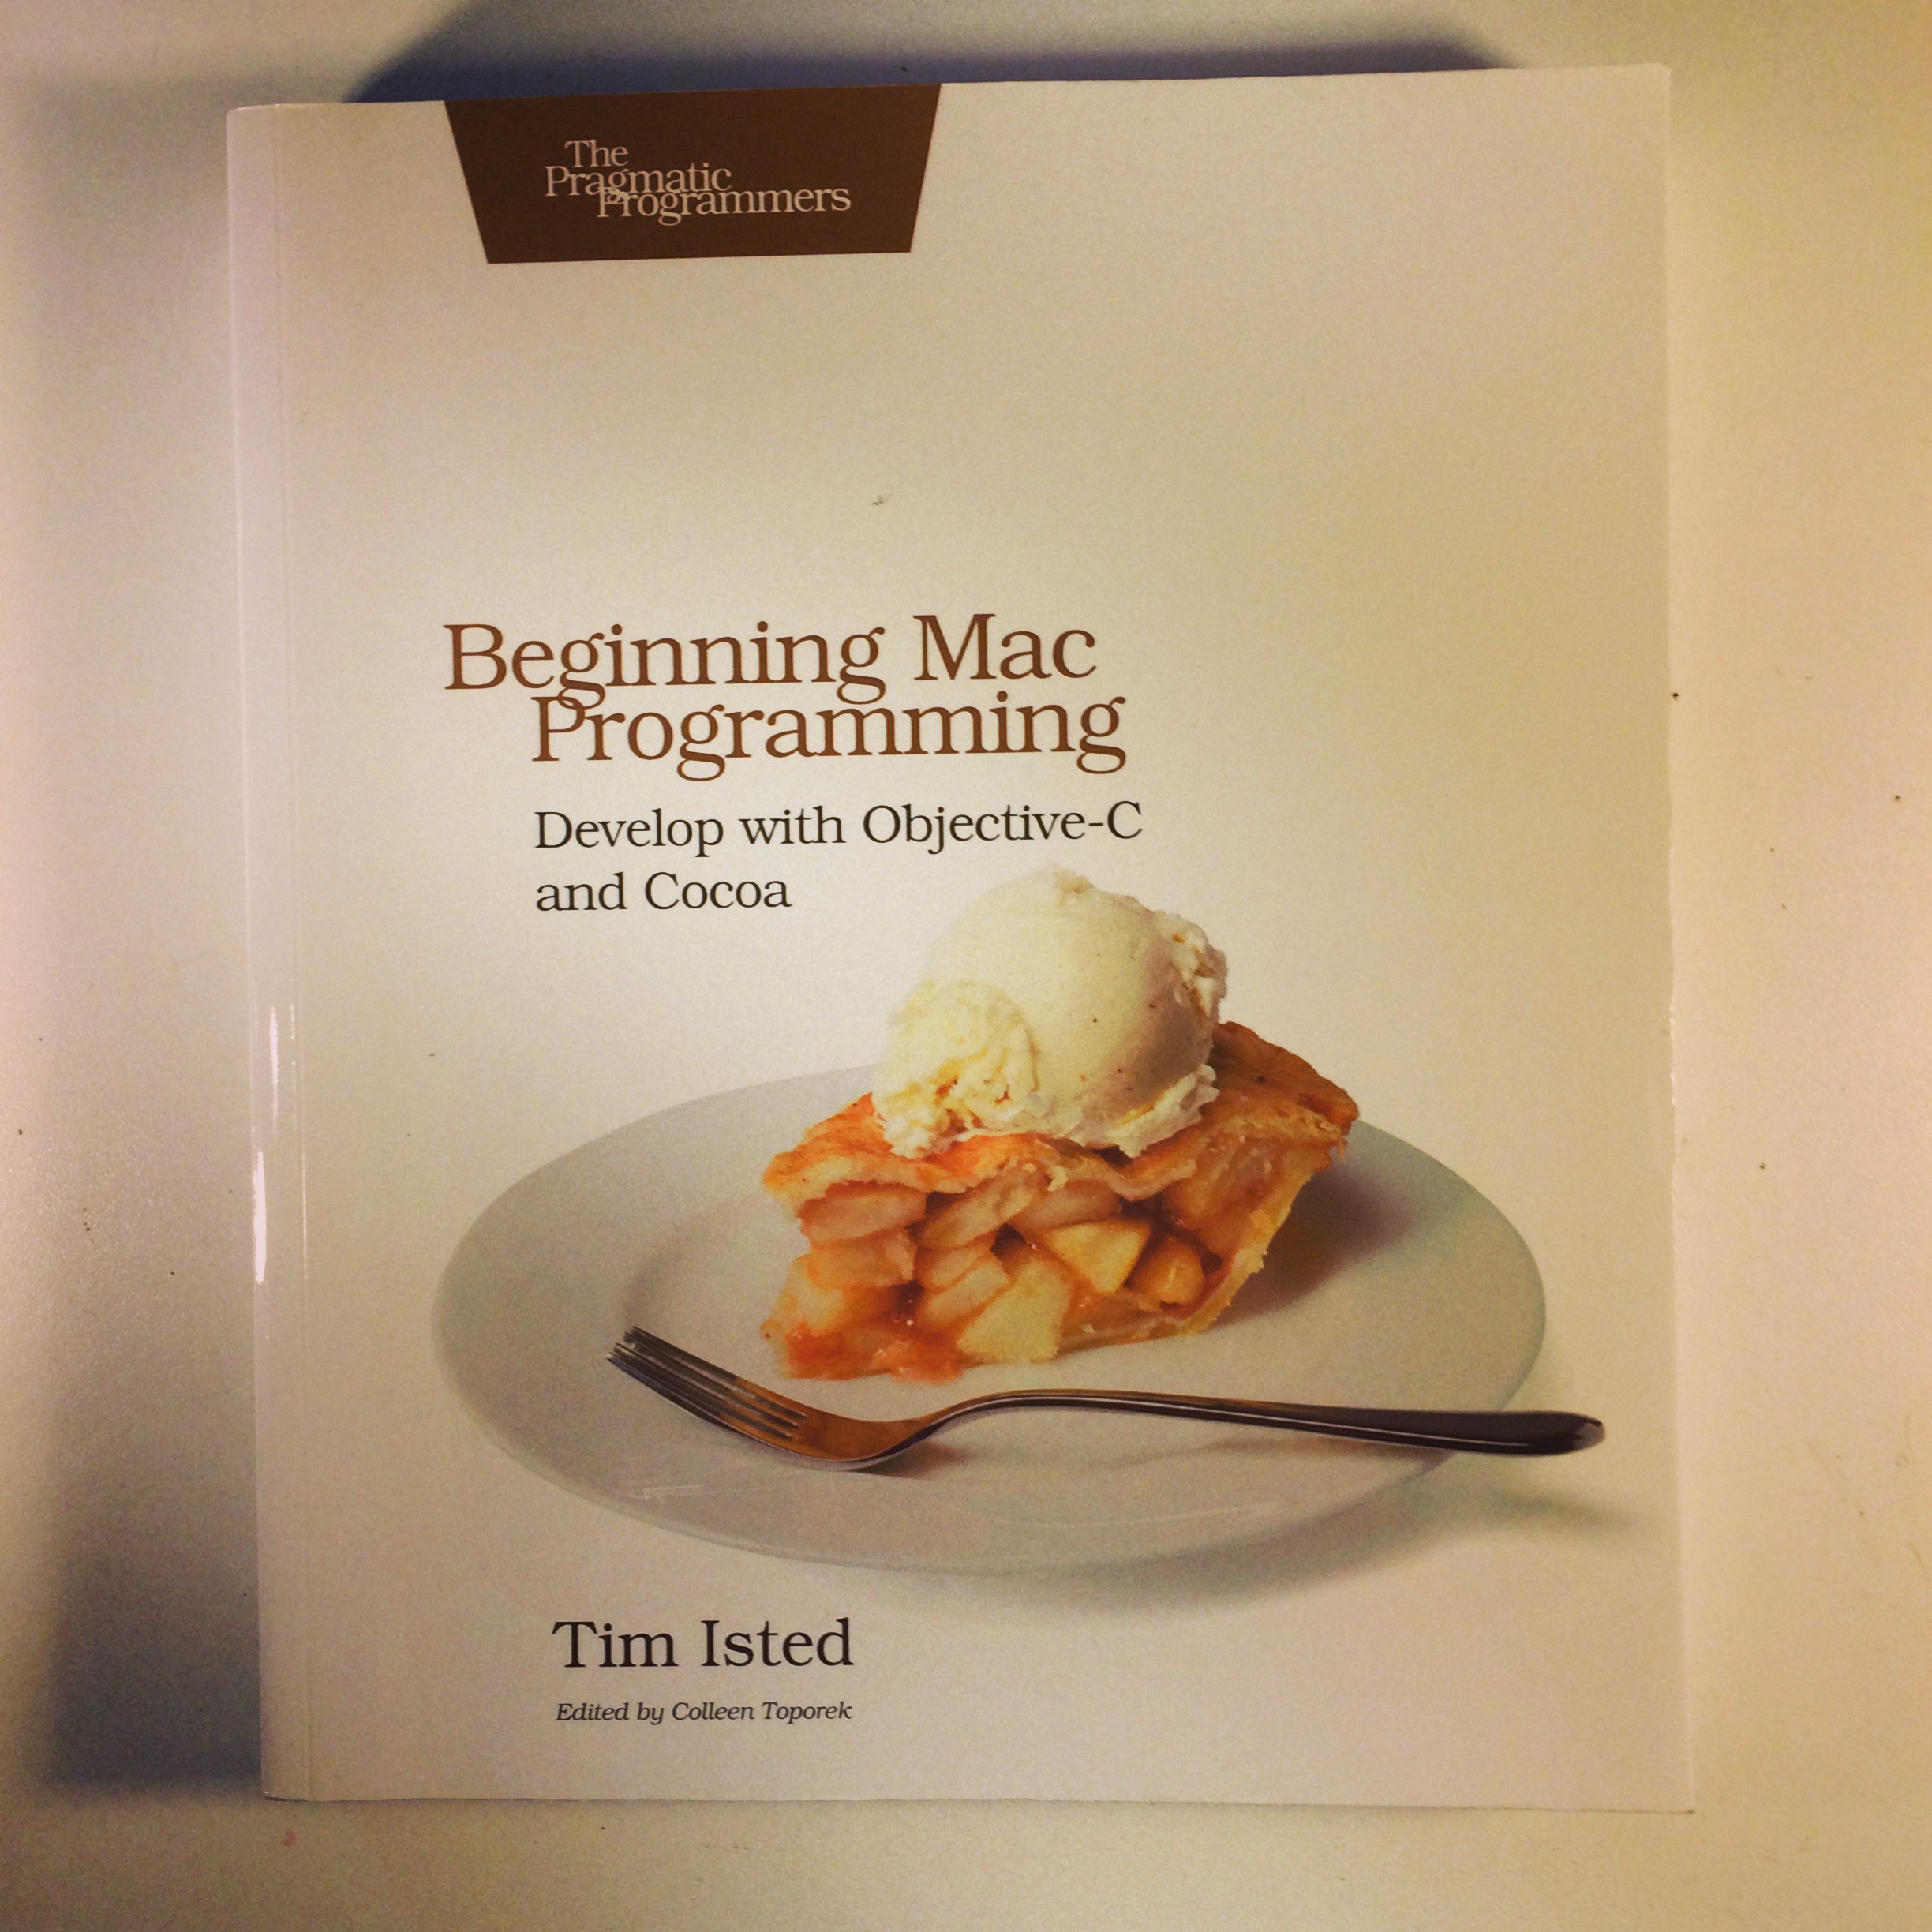 The
Pragmatic
Programmers
Beginning Mac
Programming
Develop with Objective-C
and Cocoa
Tim Isted
Edited by Colleen Toporek